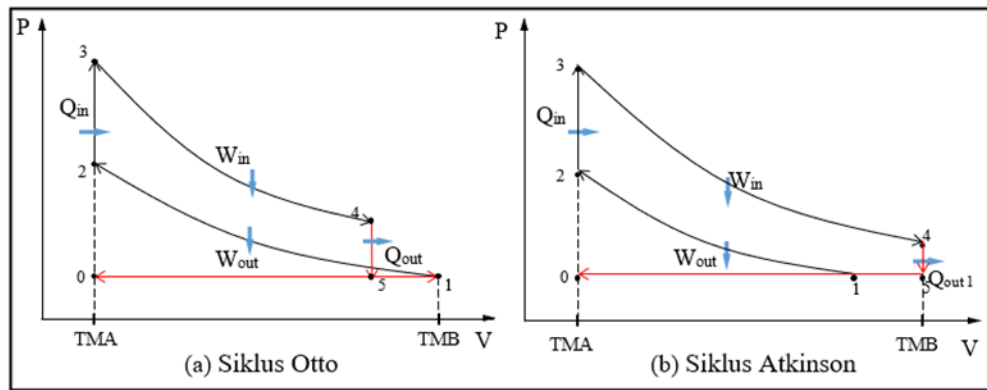 P
3
Qin
Win
2
4
Wout
Qout
0
5
1
TMA
TMB
V
(a) Siklus Otto
P
3
Qin
Win
2
4
Wout
0
1
5
Qout 1
TMA
TMB
V
(b) Siklus Atkinson